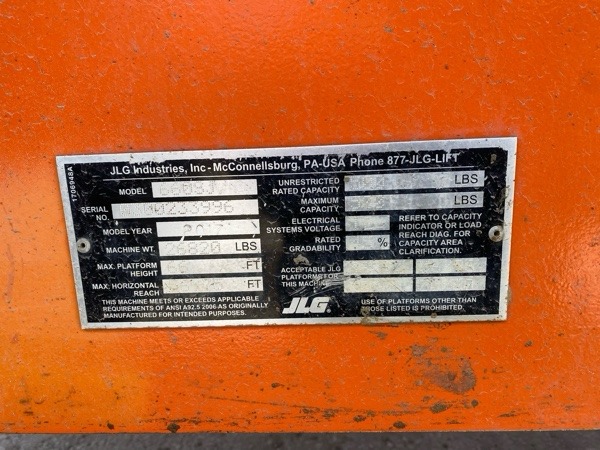 JLG Industries, Inc - McConnellsburg, PA-USA Phone 877-JLG-LIFT
1706948A
MODEL 660SJ
SERIAL NO. 0233996
MODEL YEAR
MACHINE WT. LBS
MAX. PLATFORM HEIGHT FT
MAX. HORIZONTAL REACH FT
THIS MACHINE MEETS OR EXCEEDS APPLICABLE
REQUIREMENTS OF ANSI A92.5 2006 AS ORIGINALLY
MANUFACTURED FOR INTENDED PURPOSES.
UNRESTRICTED RATED CAPACITY LBS
MAXIMUM CAPACITY LBS
ELECTRICAL SYSTEMS VOLTAGE
RATED GRADABILITY %
REFER TO CAPACITY
INDICATOR OR LOAD
REACH DIAG. FOR
CAPACITY AREA
CLARIFICATION.
ACCEPTABLE JLG
PLATFORMS FOR
THIS MACHINE
JLG
USE OF PLATFORMS OTHER THAN
THOSE LISTED IS PROHIBITED.